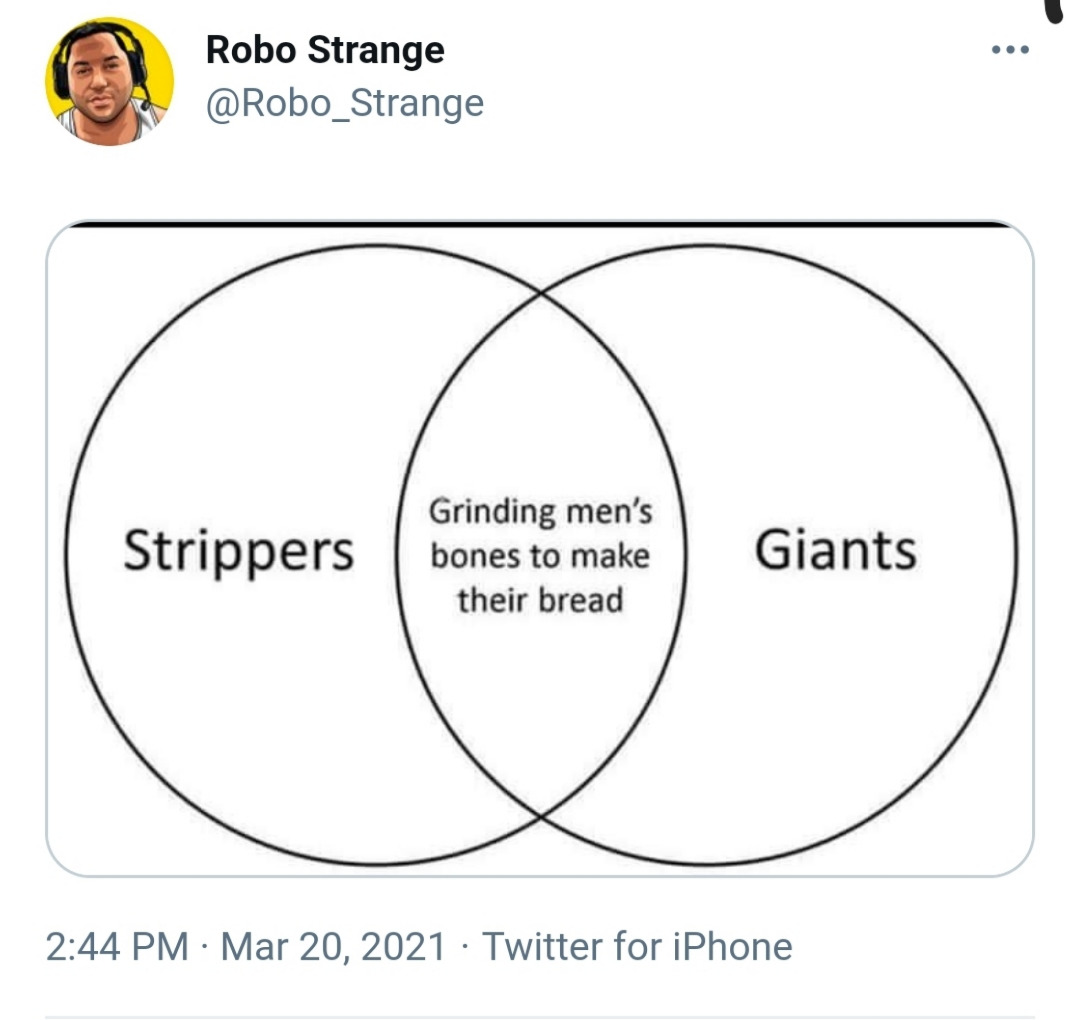 Robo Strange
@Robo_Strange
Strippers
Grinding men's
bones to make
their bread
Giants
2:44 PM · Mar 20, 2021 · Twitter for iPhone